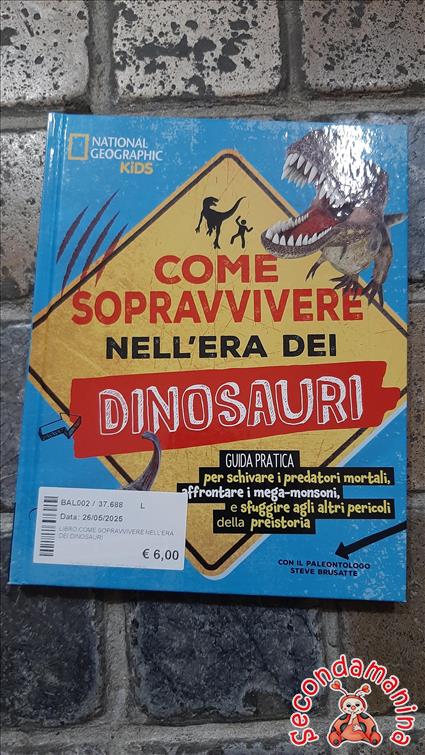 NATIONAL
GEOGRAPHIC
KiDS
COME
SOPRAVVIVERE
NELL'ERA DEI
DINOSAURI
GUIDA PRATICA
per schivare i predatori mortali,
affrontare i mega-monsoni,
e sfuggire agli altri pericoli
della preistoria
BAL002 / 37.688 L
Data: 26/05/2025
LIBRO COME SOPRAVVIVERE NELL'ERA
DEI DINOSAURI
€ 6,00
CON IL PALEONTOLOGO
STEVE BRUSATTE
secondamanina